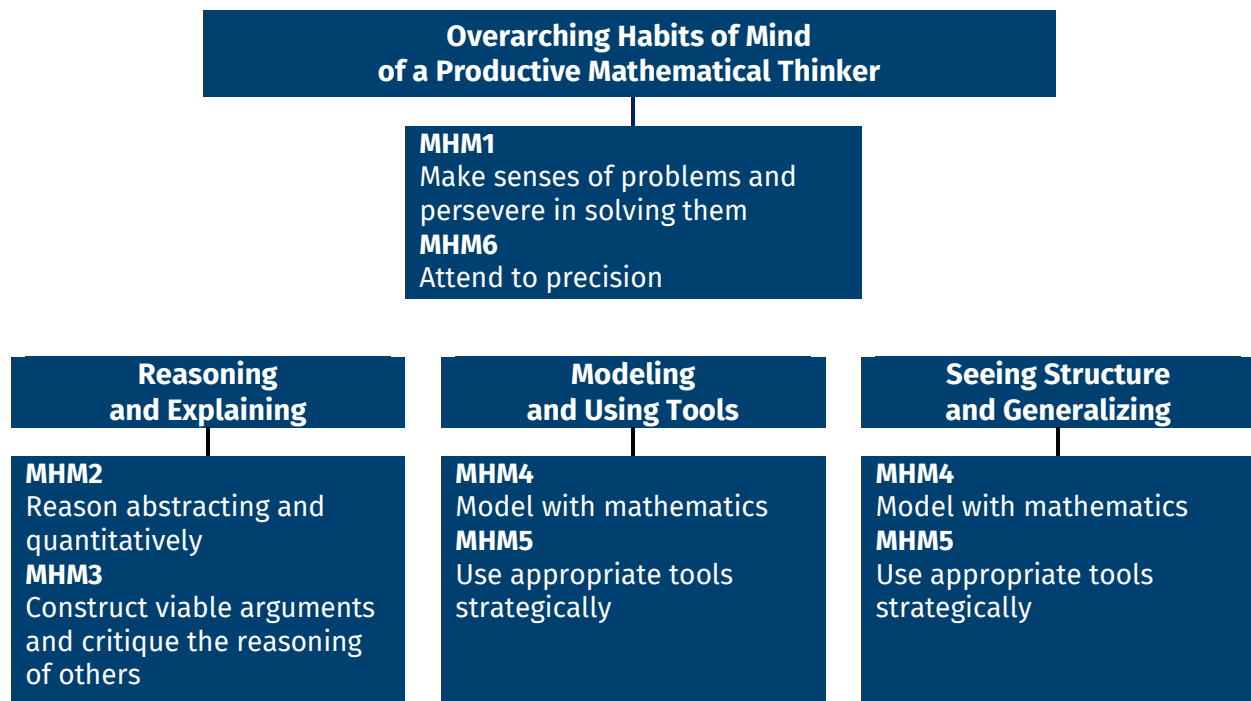 Overarching Habits of Mind
of a Productive Mathematical Thinker
MHM1
Make senses of problems and
persevere in solving them
MHM6
Attend to precision
Reasoning
and Explaining
MHM2
Reason abstracting and
quantitatively
MHM3
Construct viable arguments
and critique the reasoning
of others
Modeling
and Using Tools
MHM4
Model with mathematics
MHM5
Use appropriate tools
strategically
Seeing Structure
and Generalizing
MHM4
Model with mathematics
MHM5
Use appropriate tools
strategically